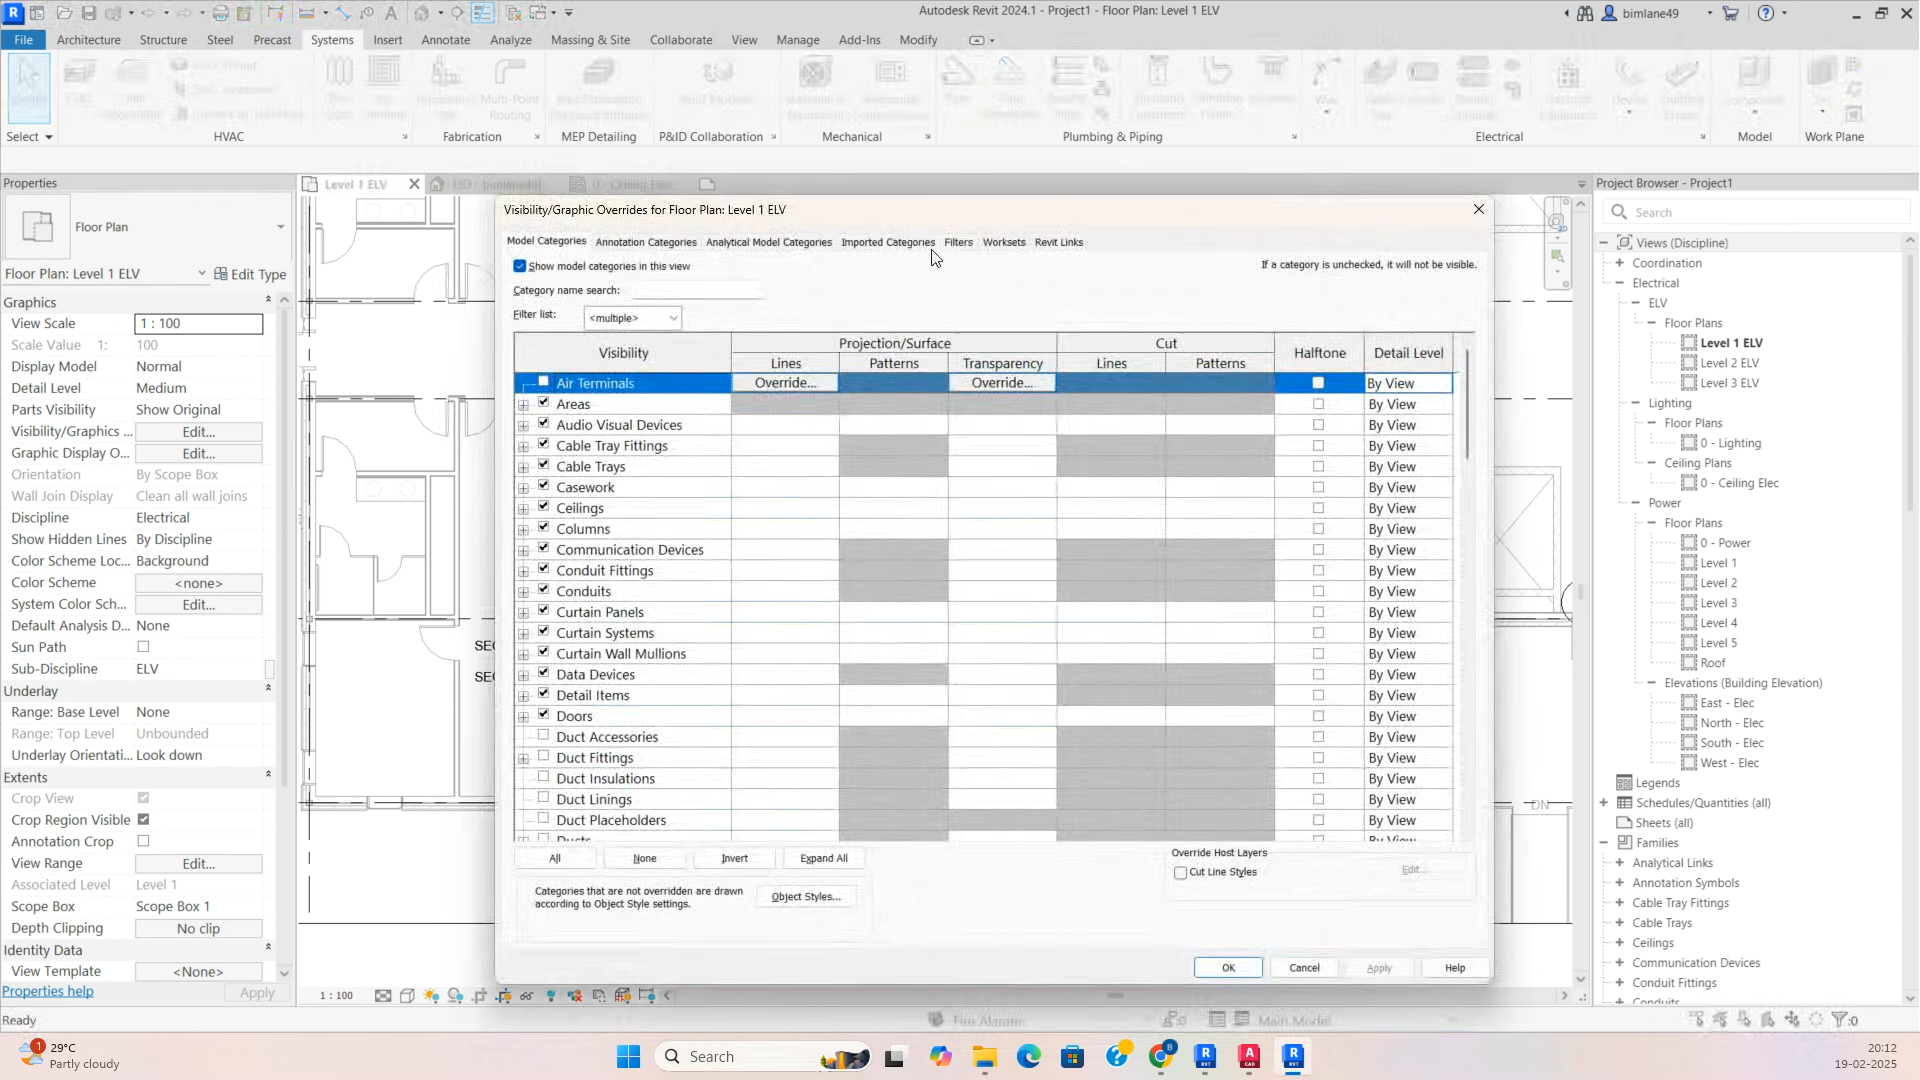 Autodesk Revit 2024.1 - Project1 - Floor Plan: Level 1 ELV
bimlane49
File Architecture Structure Steel Precast Systems Insert Annotate Analyze Massing & Site Collaborate View Manage Add-Ins Modify
Multi-Point
Routing
Select HVAC Fabrication MEP Detailing P&ID Collaboration Mechanical Plumbing & Piping Electrical Model Work Plane
Properties
Floor Plan
Floor Plan: Level 1 ELV Edit Type
Graphics
View Scale 1 : 100
Scale Value 1: 100
Display Model Normal
Detail Level Medium
Parts Visibility Show Original
Visibility/Graphics ... Edit...
Graphic Display O... Edit...
Orientation By Scope Box
Wall Join Display Clean all wall joins
Discipline Electrical
Show Hidden Lines By Discipline
Color Scheme Loc... Background
Color Scheme <none>
System Color Sch... Edit...
Default Analysis D... None
Sun Path
Sub-Discipline ELV
Underlay
Range: Base Level None
Range: Top Level Unbounded
Underlay Orientati... Look down
Extents
Crop View
Crop Region Visible
Annotation Crop
View Range Edit...
Associated Level Level 1
Scope Box Scope Box 1
Depth Clipping No clip
Identity Data
View Template <None>
Properties help Apply
Ready
Level 1 ELV
SEC
SEC
DN
1 : 100
Main Model
Visibility/Graphic Overrides for Floor Plan: Level 1 ELV
Model Categories Annotation Categories Analytical Model Categories Imported Categories Filters Worksets Revit Links
Show model categories in this view If a category is unchecked, it will not be visible.
Category name search:
Filter list: <multiple>
Visibility Projection/Surface Cut Halftone Detail Level
Lines Patterns Transparency Lines Patterns
Air Terminals Override... Override... By View
Areas By View
Audio Visual Devices By View
Cable Tray Fittings By View
Cable Trays By View
Casework By View
Ceilings By View
Columns By View
Communication Devices By View
Conduit Fittings By View
Conduits By View
Curtain Panels By View
Curtain Systems By View
Curtain Wall Mullions By View
Data Devices By View
Detail Items By View
Doors By View
Duct Accessories By View
Duct Fittings By View
Duct Insulations By View
Duct Linings By View
Duct Placeholders By View
Ducts By View
All None Invert Expand All
Override Host Layers
Cut Line Styles Edit...
Categories that are not overridden are drawn
according to Object Style settings.
Object Styles...
OK Cancel Apply Help
Project Browser - Project1
Search
Views (Discipline)
Coordination
Electrical
ELV
Floor Plans
Level 1 ELV
Level 2 ELV
Level 3 ELV
Lighting
Floor Plans
0 - Lighting
Ceiling Plans
0 - Ceiling Elec
Power
Floor Plans
0 - Power
Level 1
Level 2
Level 3
Level 4
Level 5
Roof
Elevations (Building Elevation)
East - Elec
North - Elec
South - Elec
West - Elec
Legends
Schedules/Quantities (all)
Sheets (all)
Families
Analytical Links
Annotation Symbols
Cable Tray Fittings
Cable Trays
Ceilings
Communication Devices
Conduit Fittings
Conduits
:0
1
29°C
Partly cloudy
Search
20:12
19-02-2025